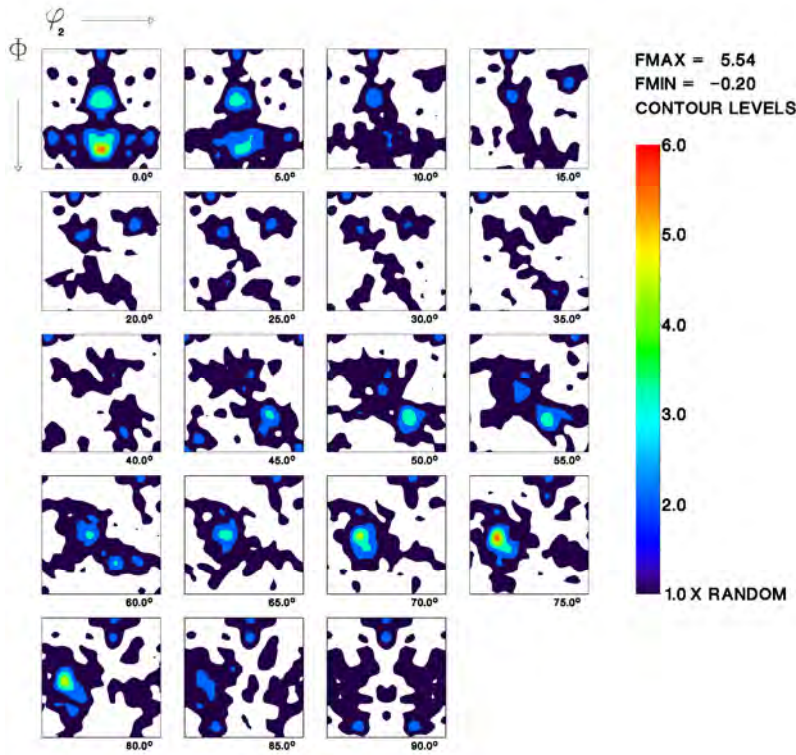 φ₂
Φ
FMAX = 5.54
FMIN = -0.20
CONTOUR LEVELS
6.0
5.0
4.0
3.0
2.0
1.0 X RANDOM
0.0° 5.0° 10.0° 15.0°
20.0° 25.0° 30.0° 35.0°
40.0° 45.0° 50.0° 55.0°
60.0° 65.0° 70.0° 75.0°
80.0° 85.0° 90.0°